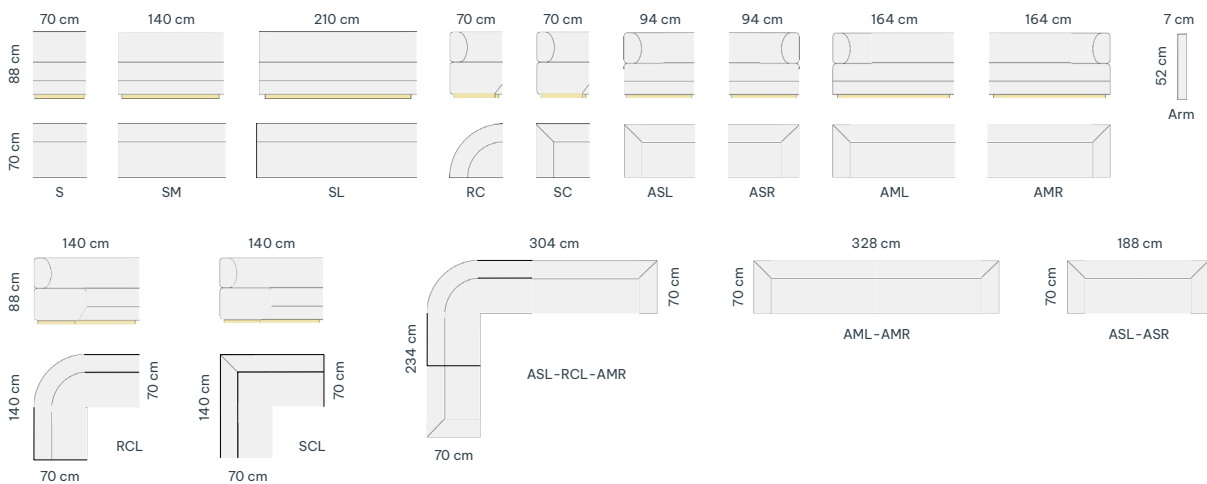 70 cm 140 cm 210 cm 70 cm 70 cm 94 cm 94 cm 164 cm 164 cm 7 cm
88 cm
52 cm
Arm
70 cm
S SM SL RC SC ASL ASR AML AMR
140 cm 140 cm 304 cm 328 cm 188 cm
88 cm
70 cm
70 cm
70 cm
AML-AMR ASL-ASR
234 cm
ASL-RCL-AMR
140 cm
70 cm
140 cm
70 cm
RCL SCL
70 cm
70 cm 70 cm